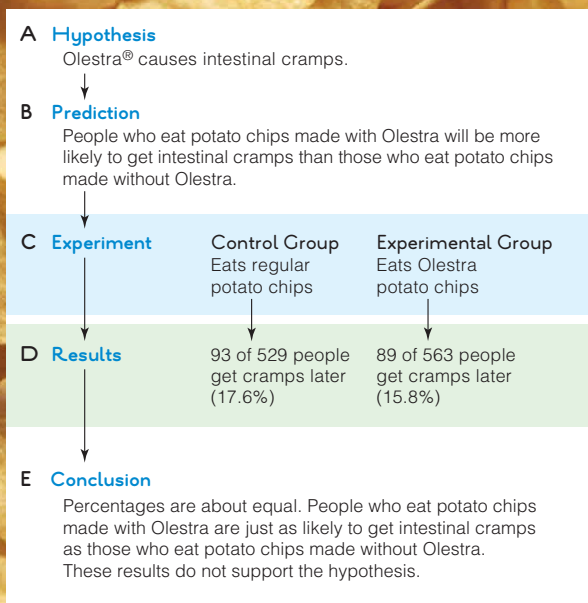 A Hypothesis
Olestra® causes intestinal cramps.
B Prediction
People who eat potato chips made with Olestra will be more
likely to get intestinal cramps than those who eat potato chips
made without Olestra.
C Experiment
Control Group
Eats regular
potato chips
Experimental Group
Eats Olestra
potato chips
D Results
93 of 529 people
get cramps later
(17.6%)
89 of 563 people
get cramps later
(15.8%)
E Conclusion
Percentages are about equal. People who eat potato chips
made with Olestra are just as likely to get intestinal cramps
as those who eat potato chips made without Olestra.
These results do not support the hypothesis.